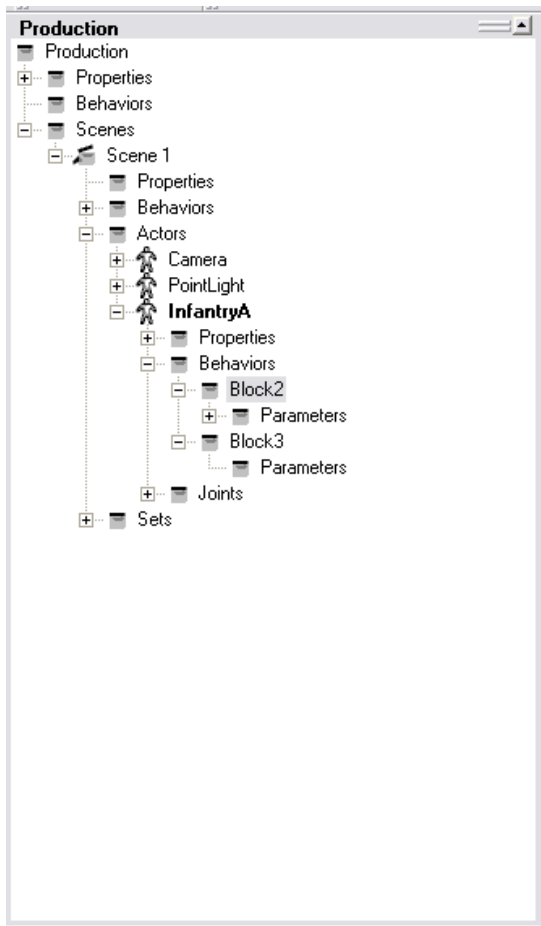 Production
Production
Properties
Behaviors
Scenes
Scene 1
Properties
Behaviors
Actors
Camera
PointLight
InfantryA
Properties
Behaviors
Block2
Parameters
Block3
Parameters
Joints
Sets